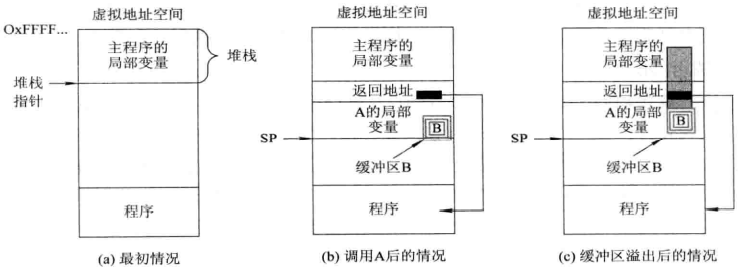 虚拟地址空间
OxFFFF...
主程序的
局部变量
堆栈
堆栈
指针
程序
(a) 最初情况
虚拟地址空间
主程序的
局部变量
返回地址
A的局部
变量
B
SP
缓冲区B
程序
(b) 调用A后的情况
虚拟地址空间
主程序的
局部变量
返回地址
A的局部
变量
B
SP
缓冲区B
程序
(c) 缓冲区溢出后的情况